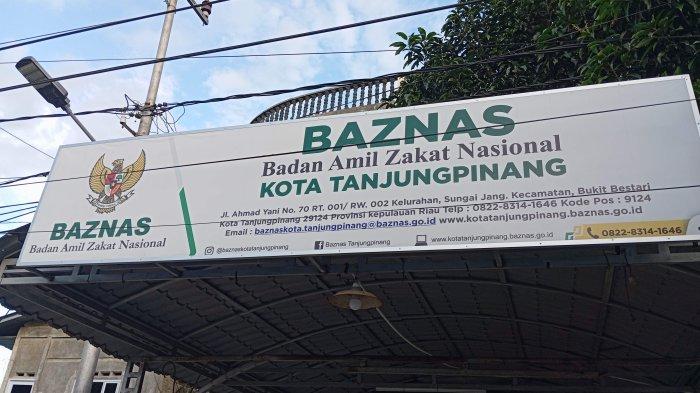 BAZNAS
Badan Amil Zakat Nasional
BAZNAS
Badan Amil Zakat Nasional
KOTA TANJUNGPINANG
Jl. Ahmad Yani No. 70 RT. 001/ RW. 002 Kelurahan, Sungai Jang. Kecamatan, Bukit Bestari
Kota Tanjungpinang 29124 Provinsi kepulauan Riau Telp : 0822-8314-1646 Kode Pos : 9124
Email : baznaskota.tanjungpinang@baznas.go.id www.kotatanjungpinang.baznas.go.id
@baznaskotatanjungpinang
Baznas Tanjungpinang
www.kotatanjungpinang.baznas.go.id
0822-8314-1646